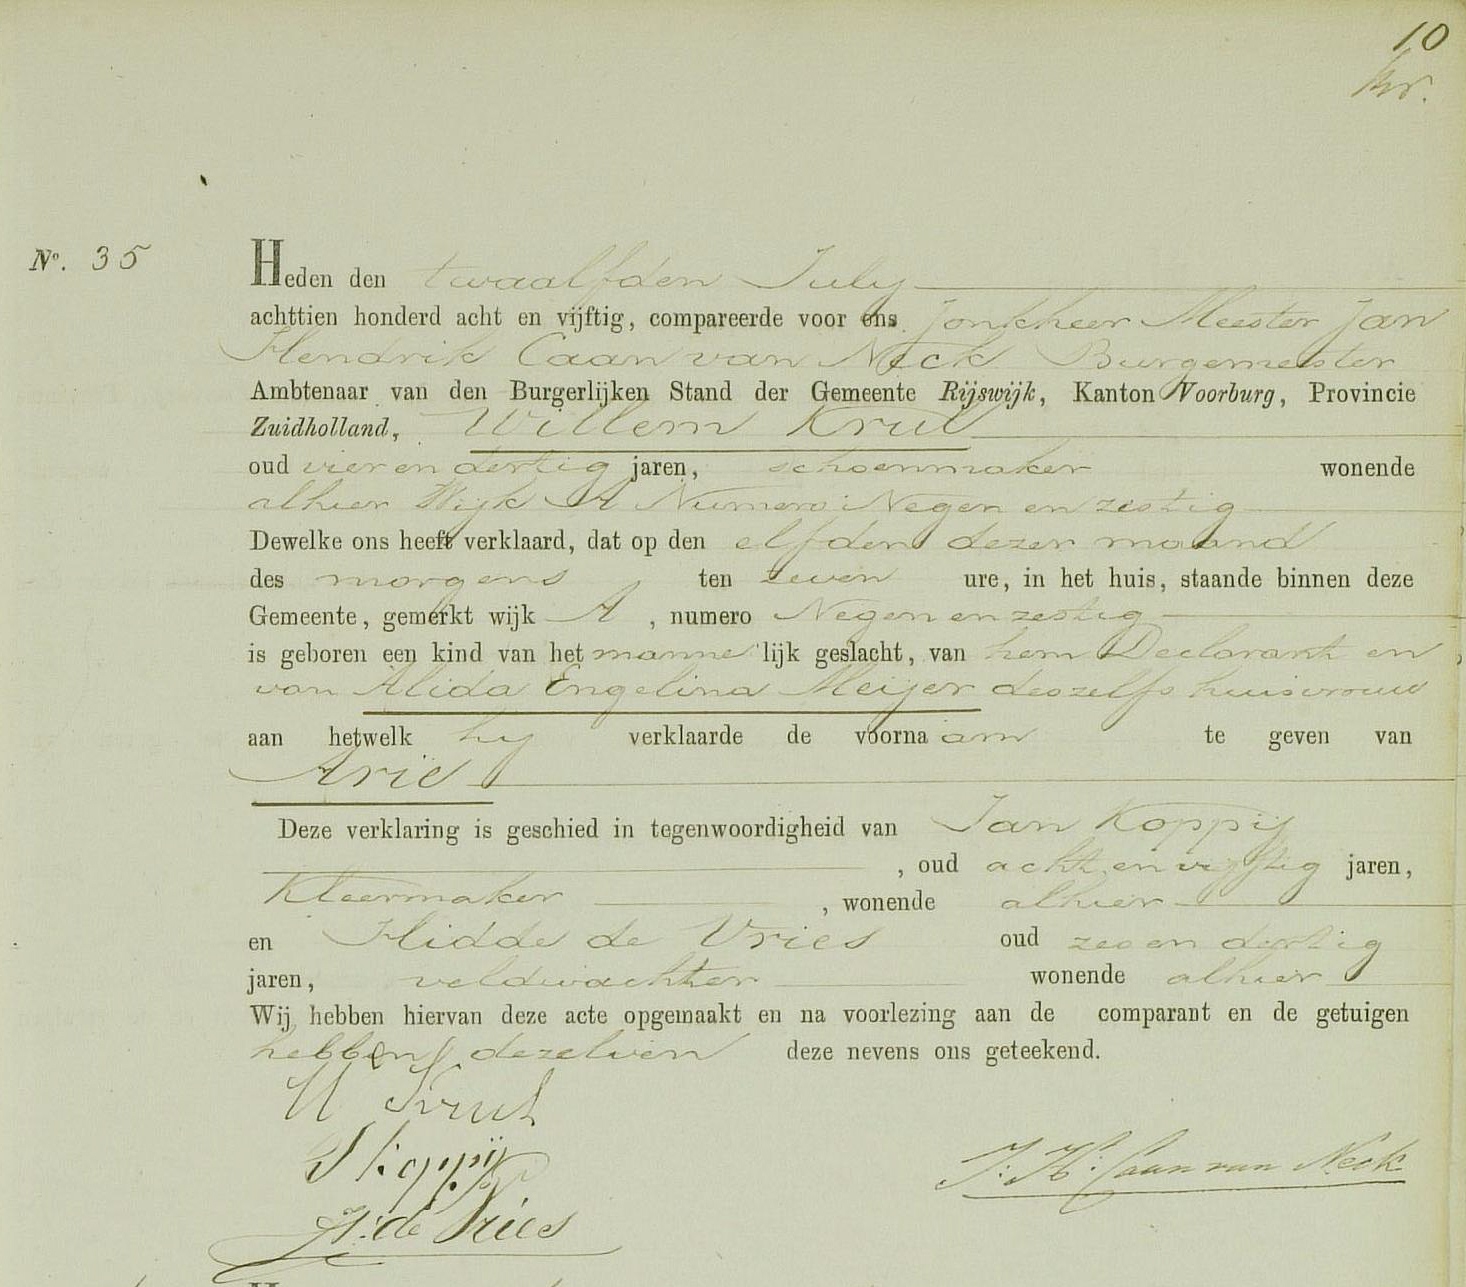 10
Nº. 35
Heden den twaalfden July
achttien honderd acht en vijftig, compareerde voor ons Jonkheer Meester Jan
Hendrik Caan van Neck Burgemeester
Ambtenaar van den Burgerlijken Stand der Gemeente Rijswijk, Kanton Voorburg, Provincie
Zuidholland, Willem Krul
oud vier en dertig jaren, schoenmaker wonende
alhier Wijk A Numero Negen en zestig
Dewelke ons heeft verklaard, dat op den elfden dezer maand
des morgens ten zeven ure, in het huis, staande binnen deze
Gemeente, gemerkt wijk A, numero Negen en zestig
is geboren een kind van het mannelijk geslacht, van hem Declarant en
van Alida Engelina Meijer deszelfs huisvrouw
aan hetwelk hy verklaarde de voornaam te geven van
Arie
Deze verklaring is geschied in tegenwoordigheid van Jan Koppij
, oud acht en vijftig jaren,
Kleermaker, wonende alhier
en Hidde de Vries oud zes en dertig
jaren, veldwachter wonende alhier
Wij hebben hiervan deze acte opgemaakt en na voorlezing aan de comparant en de getuigen
hebben dezelven deze nevens ons geteekend.
W Krul
J Koppij
J: H: Caan van Neck
H: de Vries